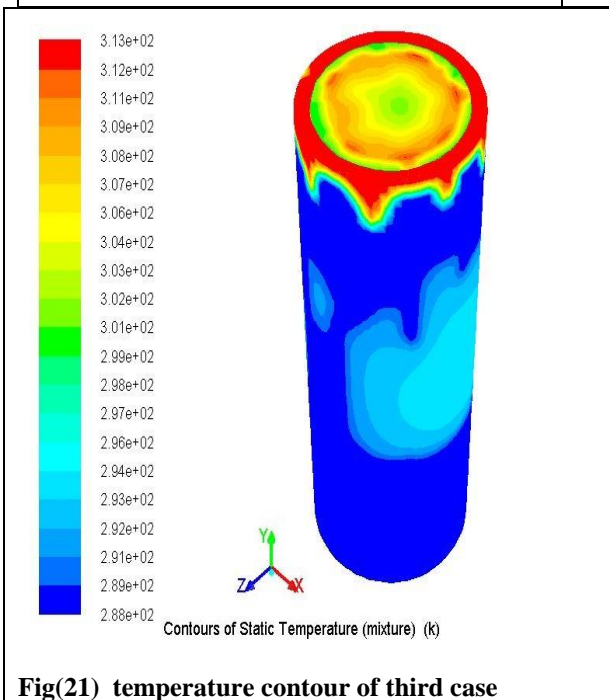 3.13e+02
3.12e+02
3.11e+02
3.09e+02
3.08e+02
3.07e+02
3.06e+02
3.04e+02
3.03e+02
3.02e+02
3.01e+02
2.99e+02
2.98e+02
2.97e+02
2.96e+02
2.94e+02
2.93e+02
2.92e+02
2.91e+02
2.89e+02
2.88e+02
Y
Z
X
Contours of Static Temperature (mixture) (k)
Fig(21) temperature contour of third case